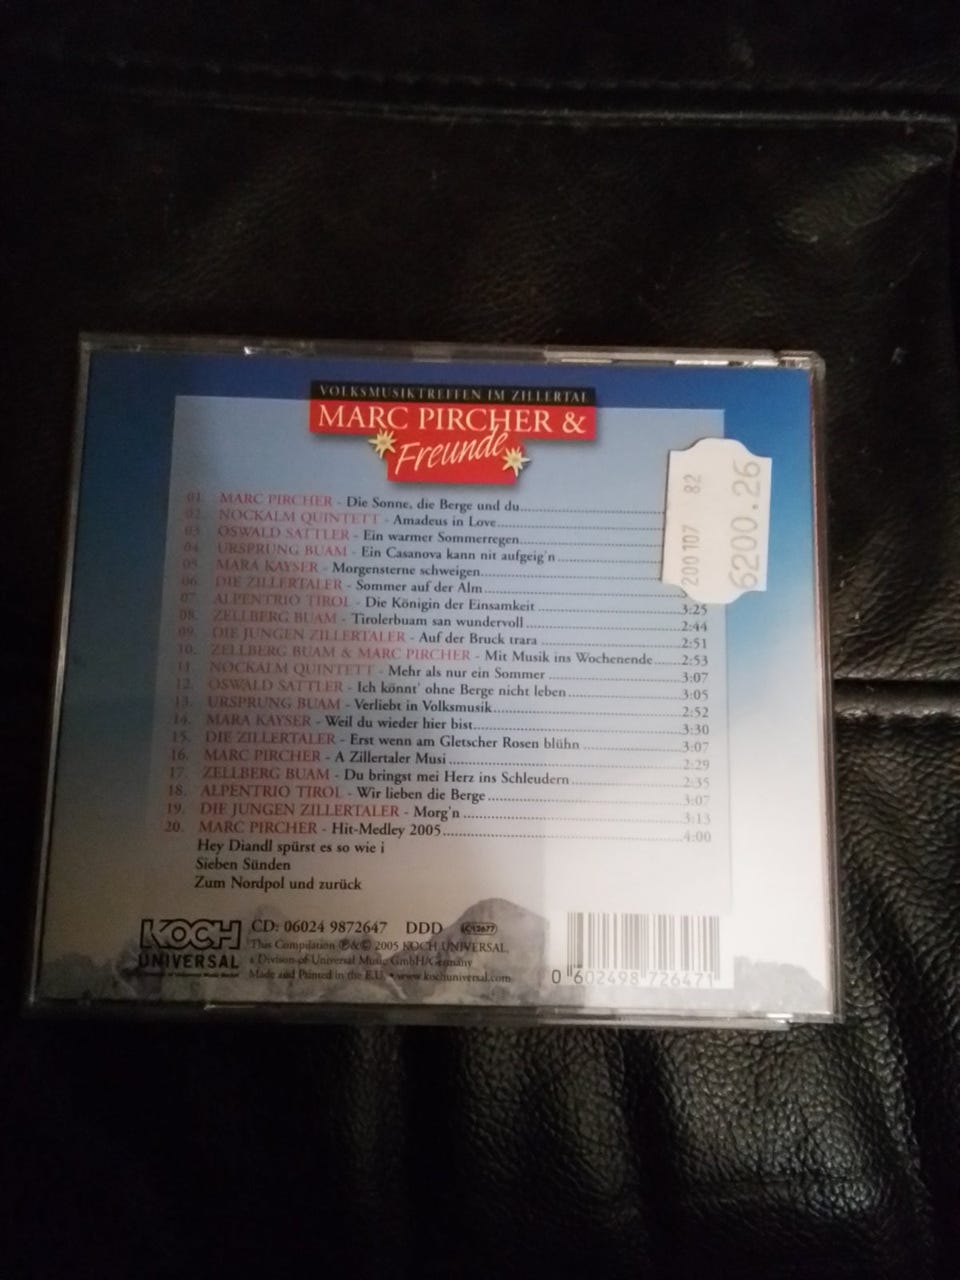 VOLKSMUSIKTREFFEN IM ZILLERTAL
MARC PIRCHER &
Freunde
01. MARC PIRCHER - Die Sonne, die Berge und du
02. NOCKALM QUINTETT - Amadeus in Love
03. OSWALD SATTLER - Ein warmer Sommerregen
04. URSPRUNG BUAM - Ein Casanova kann nit aufgeig'n
05. MARA KAYSER - Morgensterne schweigen
06. DIE ZILLERTALER - Sommer auf der Alm
07. ALPENTRIO TIROL - Die Königin der Einsamkeit 3:25
08. ZELLBERG BUAM - Tirolerbuam san wundervoll 2:44
09. DIE JUNGEN ZILLERTALER - Auf der Bruck trara 2:51
10. ZELLBERG BUAM & MARC PIRCHER - Mit Musik ins Wochenende 2:53
11. NOCKALM QUINTETT - Mehr als nur ein Sommer 3:07
12. OSWALD SATTLER - Ich könnt' ohne Berge nicht leben 3:05
13. URSPRUNG BUAM - Verliebt in Volksmusik 2:52
14. MARA KAYSER - Weil du wieder hier bist 3:30
15. DIE ZILLERTALER - Erst wenn am Gletscher Rosen blühn 3:07
16. MARC PIRCHER - A Zillertaler Musi 2:29
17. ZELLBERG BUAM - Du bringst mei Herz ins Schleudern 2:35
18. ALPENTRIO TIROL - Wir lieben die Berge 3:07
19. DIE JUNGEN ZILLERTALER - Morg'n 3:13
20. MARC PIRCHER - Hit-Medley 2005 4:00
Hey Diandl spürst es so wie i
Sieben Sünden
Zum Nordpol und zurück
200107 82
6200.26
KOCH
UNIVERSAL
CD: 06024 9872647 DDD LC 12677
This Compilation ℗&© 2005 KOCH UNIVERSAL,
a Division of Universal Music GmbH/Germany
Made and Printed in the E.U. • www.kochuniversal.com
0 602498 726471